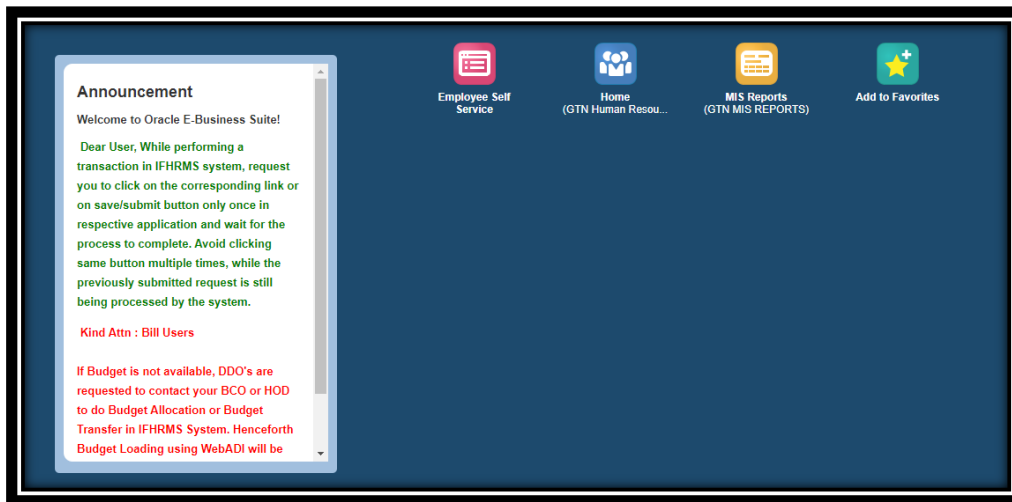 Announcement
Welcome to Oracle E-Business Suite!
Dear User, While performing a
transaction in IFHRMS system, request
you to click on the corresponding link or
on save/submit button only once in
respective application and wait for the
process to complete. Avoid clicking
same button multiple times, while the
previously submitted request is still
being processed by the system.
Kind Attn : Bill Users
If Budget is not available, DDO's are
requested to contact your BCO or HOD
to do Budget Allocation or Budget
Transfer in IFHRMS System. Henceforth
Budget Loading using WebADI will be
Employee Self
Service
Home
(GTN Human Resou...
MIS Reports
(GTN MIS REPORTS)
Add to Favorites